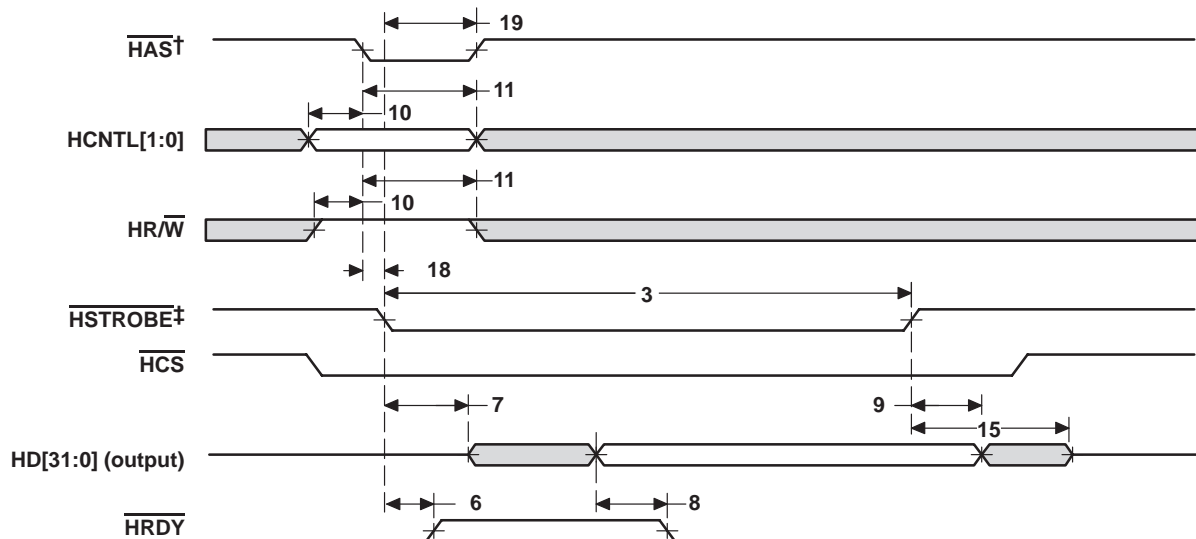 19
HAS†
11
10
HCNTL[1:0]
11
10
HR/W
18
3
HSTROBE‡
HCS
7
9
15
HD[31:0] (output)
6
8
HRDY